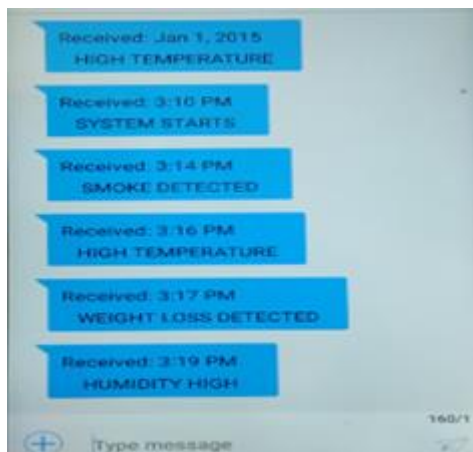 Received: Jan 1, 2015
HIGH TEMPERATURE
Received: 3:10 PM
SYSTEM STARTS
Received: 3:14 PM
SMOKE DETECTED
Received: 3:16 PM
HIGH TEMPERATURE
Received: 3:17 PM
WEIGHT LOSS DETECTED
Received: 3:19 PM
HUMIDITY HIGH
160/1
Type message